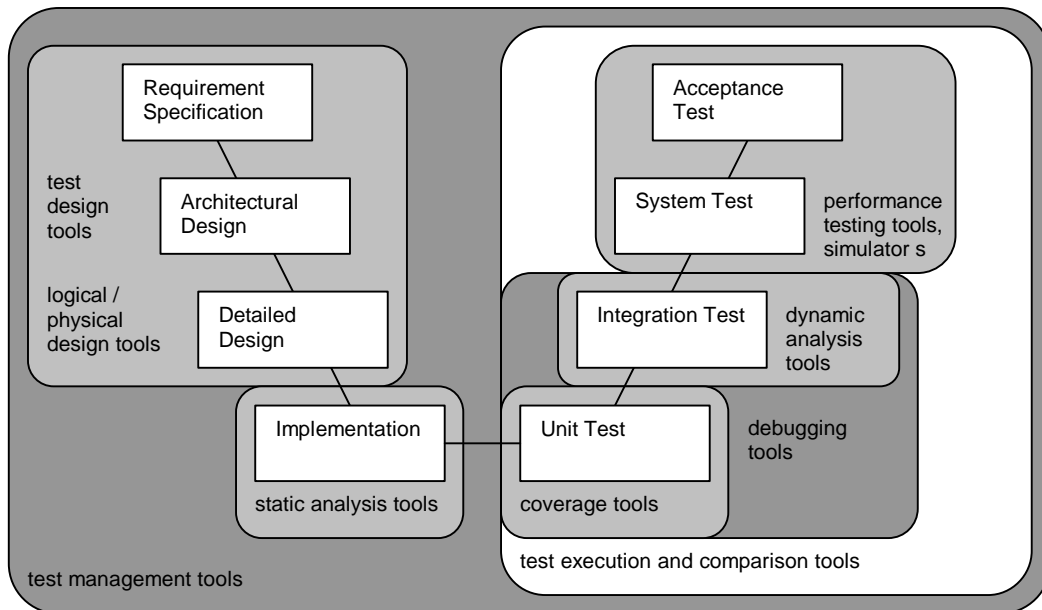 Requirement
Specification
test
design
tools
Architectural
Design
logical /
physical
design tools
Detailed
Design
Implementation
static analysis tools
test management tools
Acceptance
Test
System Test
performance
testing tools,
simulator s
Integration Test
dynamic
analysis
tools
Unit Test
debugging
tools
coverage tools
test execution and comparison tools